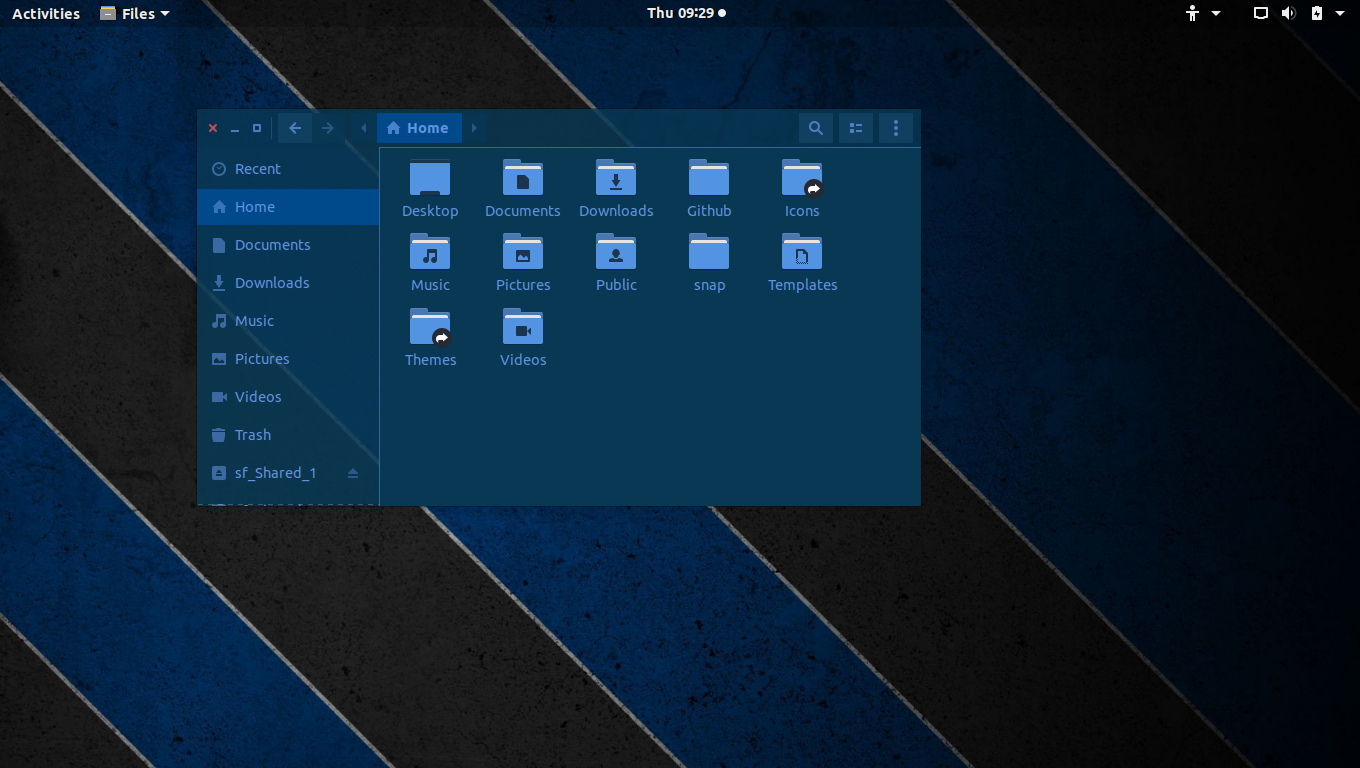 Activities Files Thu 09:29
Home
Recent
Home
Documents
Downloads
Music
Pictures
Videos
Trash
sf_Shared_1
Desktop Documents Downloads Github Icons
Music Pictures Public snap Templates
Themes Videos